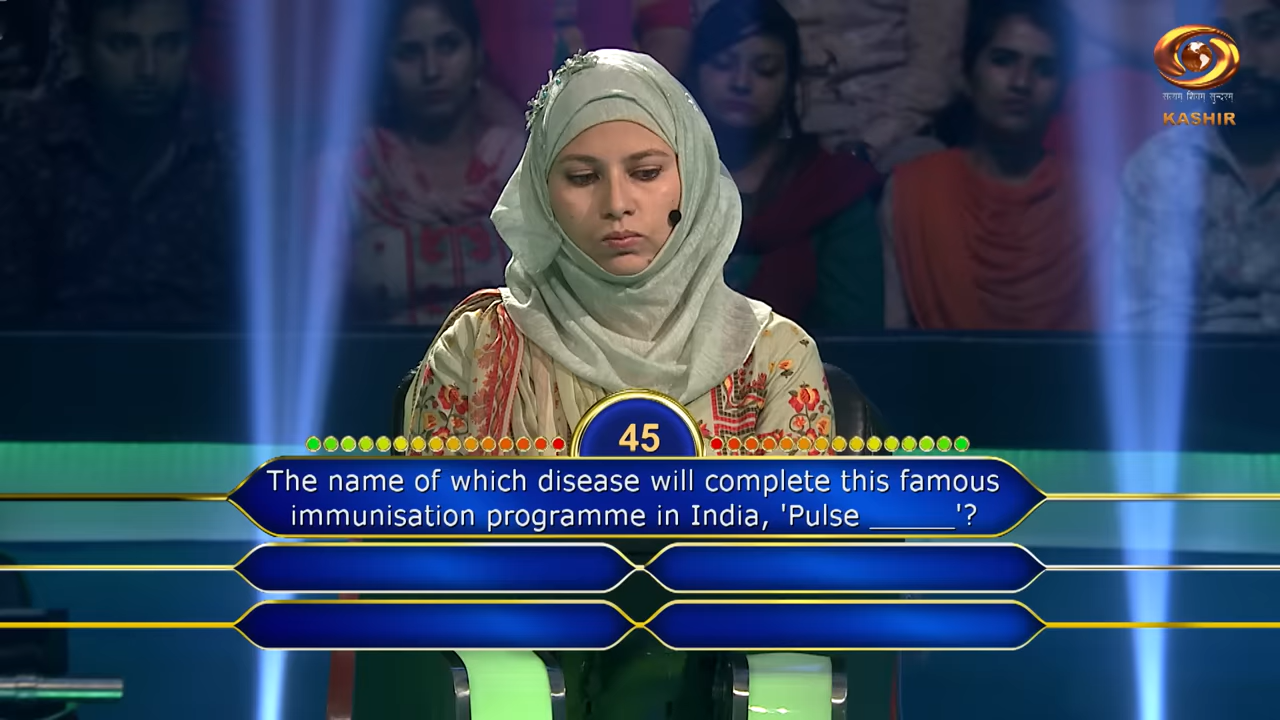 सत्यम शिवम सुन्दरम
KASHIR
45
The name of which disease will complete this famous
immunisation programme in India, 'Pulse ______'?